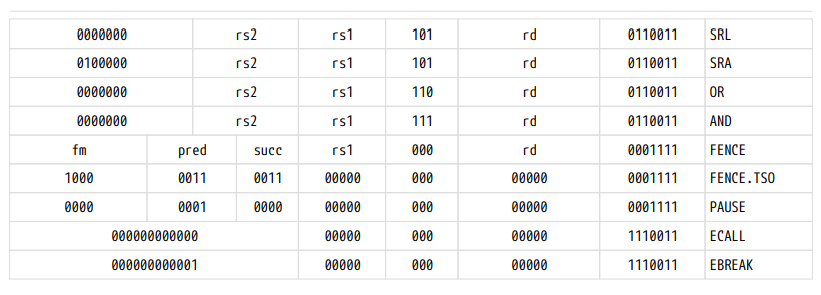 0000000 rs2 rs1 101 rd 0110011 SRL
0100000 rs2 rs1 101 rd 0110011 SRA
0000000 rs2 rs1 110 rd 0110011 OR
0000000 rs2 rs1 111 rd 0110011 AND
fm pred succ rs1 000 rd 0001111 FENCE
1000 0011 0011 00000 000 00000 0001111 FENCE.TSO
0000 0001 0000 00000 000 00000 0001111 PAUSE
000000000000 00000 000 00000 1110011 ECALL
000000000001 00000 000 00000 1110011 EBREAK